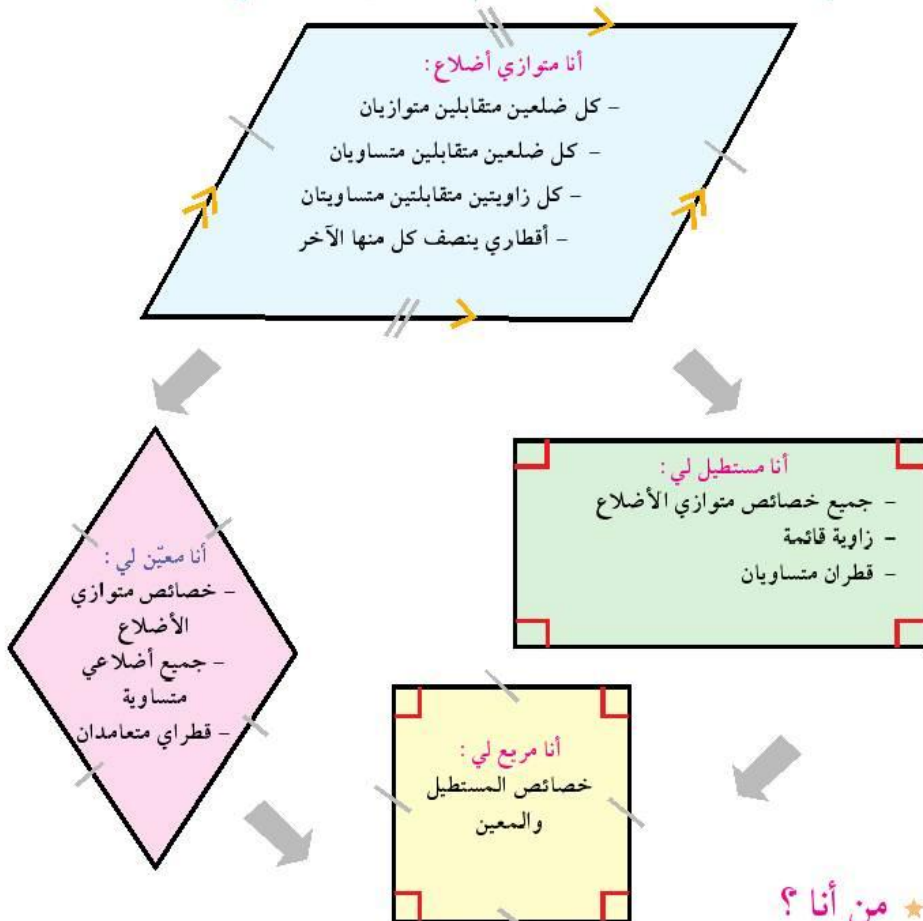 أنا متوازي أضلاع:
- كل ضلعين متقابلين متوازيان
- كل ضلعين متقابلين متساويان
- كل زاويتين متقابلتين متساويتان
- أقطاري ينصف كل منها الآخر
أنا مستطيل لي:
- جميع خصائص متوازي الأضلاع
- زاوية قائمة
- قطران متساويان
أنا معيّن لي:
- خصائص متوازي
الأضلاع
- جميع أضلاعي
متساوية
- قطراي متعامدان
أنا مربع لي:
خصائص المستطيل
والمعين
من أنا ؟